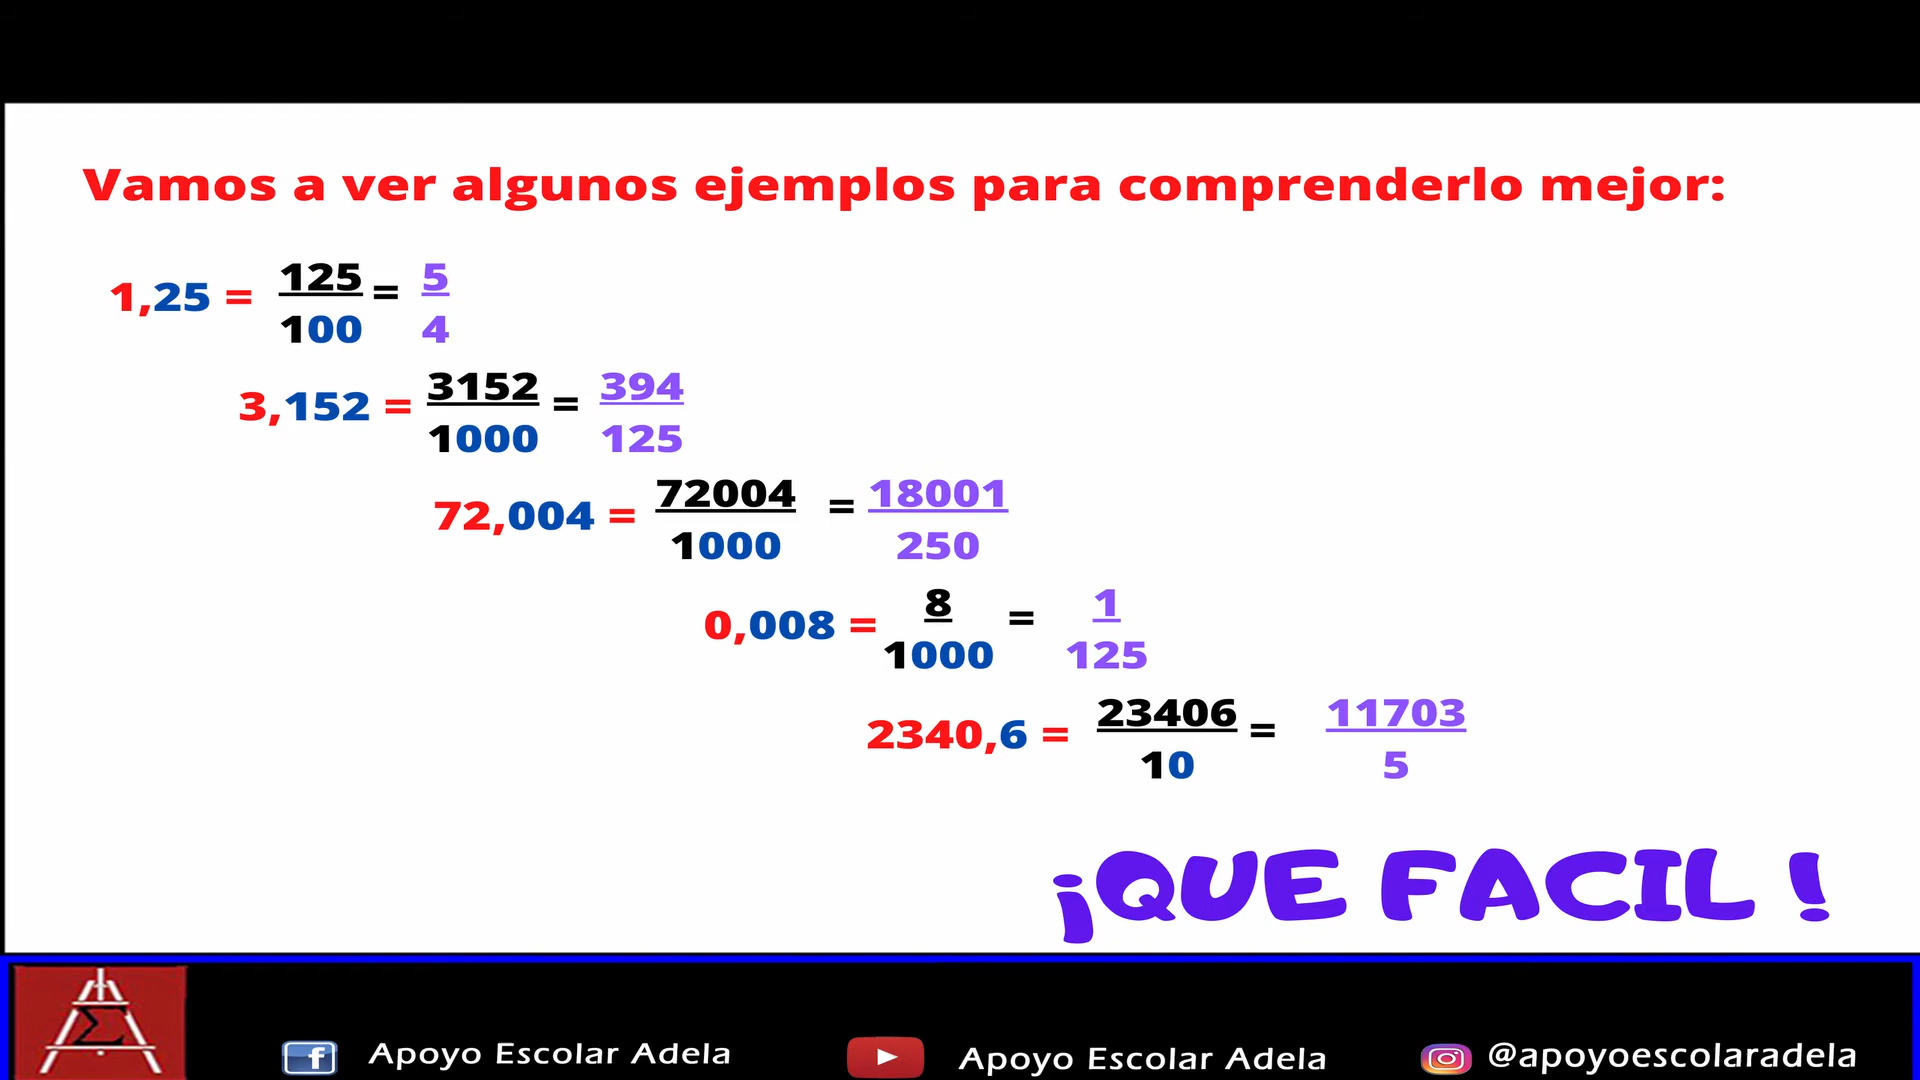 Vamos a ver algunos ejemplos para comprenderlo mejor:
1,25 = 125/100 = 5/4
3,152 = 3152/1000 = 394/125
72,004 = 72004/1000 = 18001/250
0,008 = 8/1000 = 1/125
2340,6 = 23406/10 = 11703/5
¡QUE FACIL !
Apoyo Escolar Adela
Apoyo Escolar Adela
@apoyoescolaradela